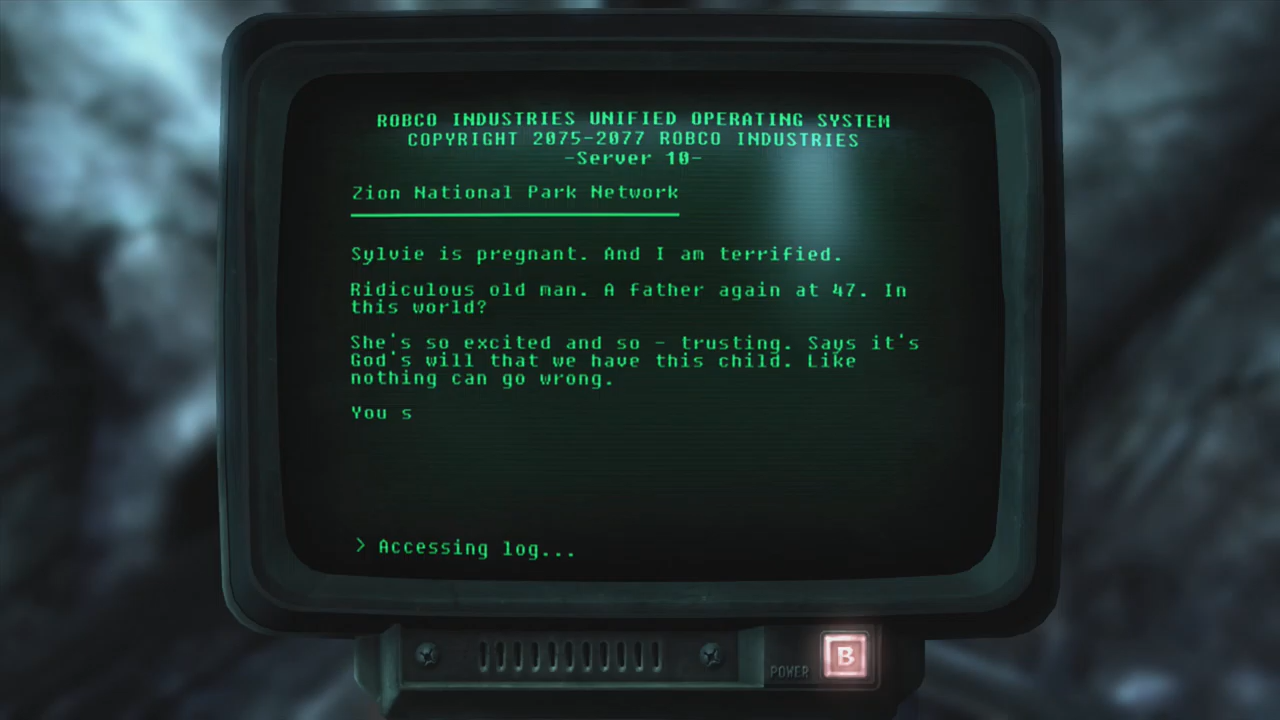 ROBCO INDUSTRIES UNIFIED OPERATING SYSTEM
COPYRIGHT 2075-2077 ROBCO INDUSTRIES
-Server 10-
Zion National Park Network
Sylvie is pregnant. And I am terrified.
Ridiculous old man. A father again at 47. In
this world?
She's so excited and so - trusting. Says it's
God's will that we have this child. Like
nothing can go wrong.
You s
> Accessing log...
POWER
B